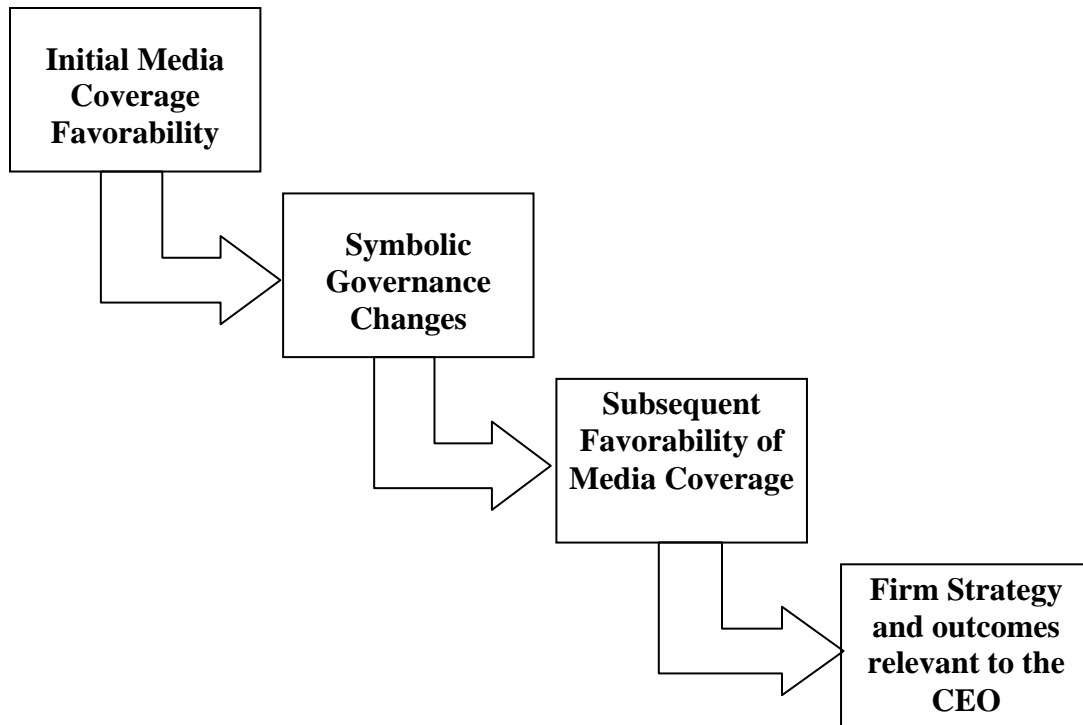 Initial Media
Coverage
Favorability
Symbolic
Governance
Changes
Subsequent
Favorability of
Media Coverage
Firm Strategy
and outcomes
relevant to the
CEO